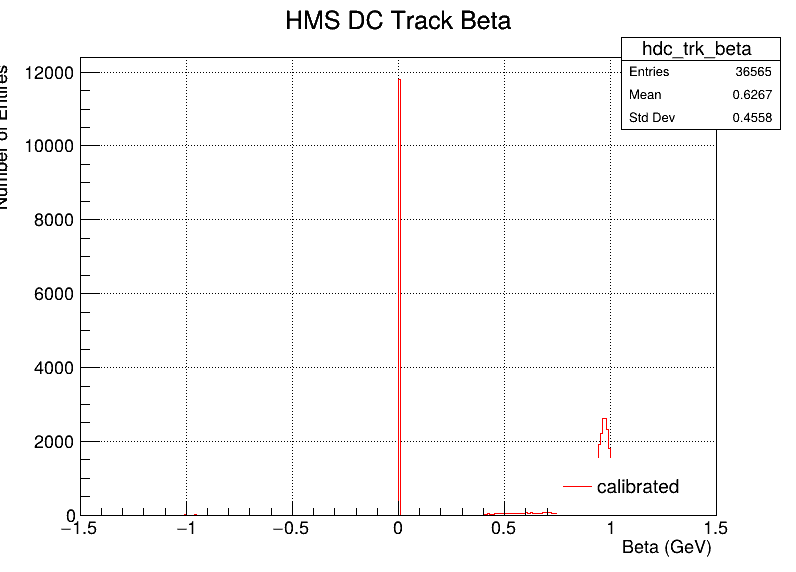 HMS DC Track Beta
hdc_trk_beta
Entries 36565
Mean 0.6267
Std Dev 0.4558
Number of Entires
12000
10000
8000
6000
4000
2000
0
calibrated
−1.5 −1 −0.5 0 0.5 1 1.5
Beta (GeV)